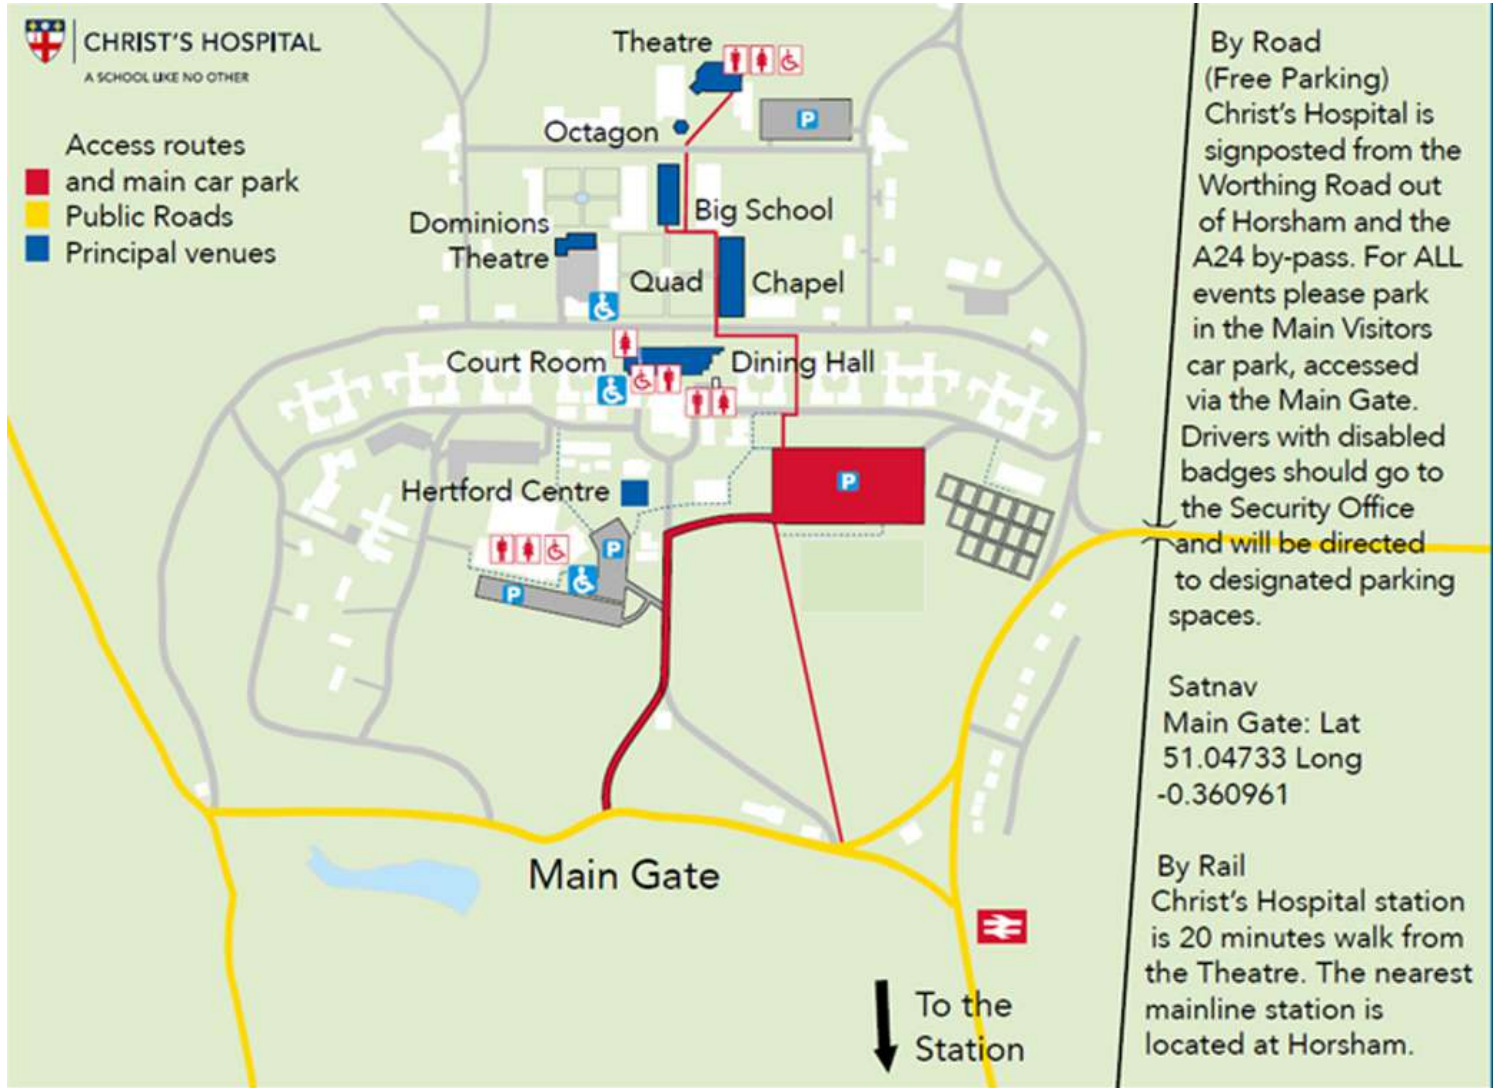 CHRIST'S HOSPITAL
A SCHOOL LIKE NO OTHER
Access routes
and main car park
Public Roads
Principal venues
Theatre
P
Octagon
Big School
Dominions
Theatre
Quad
Chapel
Court Room
Dining Hall
P
Hertford Centre
P
P
Main Gate
To the
Station
By Road
(Free Parking)
Christ's Hospital is
signposted from the
Worthing Road out
of Horsham and the
A24 by-pass. For ALL
events please park
in the Main Visitors
car park, accessed
via the Main Gate.
Drivers with disabled
badges should go to
the Security Office
and will be directed
to designated parking
spaces.
Satnav
Main Gate: Lat
51.04733 Long
-0.360961
By Rail
Christ's Hospital station
is 20 minutes walk from
the Theatre. The nearest
mainline station is
located at Horsham.